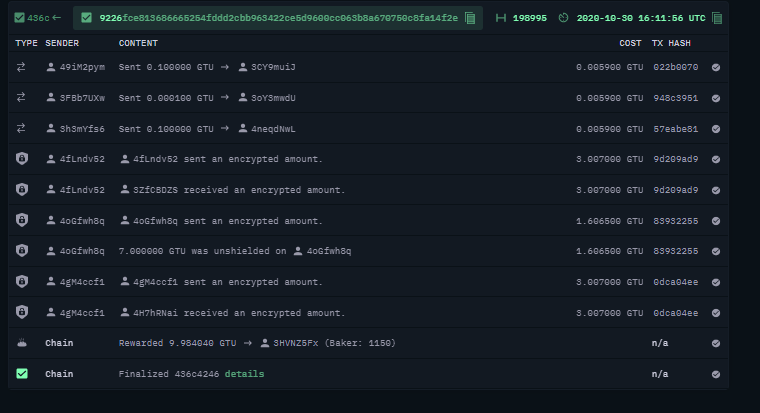 436c← 9226fce813686665254fddd2cbb963422ce5d9600cc063b8a670750c8fa14f2e 198995 2020-10-30 16:11:56 UTC
TYPE SENDER CONTENT COST TX HASH
49iM2pym Sent 0.100000 GTU → 3CY9muiJ 0.005900 GTU 022b0070
3FBb7UXw Sent 0.000100 GTU → 3oY3mwdU 0.005900 GTU 948c3951
3h3mYfs6 Sent 0.100000 GTU → 4neqdNwL 0.005900 GTU 57eabe81
4fLndv52 4fLndv52 sent an encrypted amount. 3.007000 GTU 9d209ad9
4fLndv52 3ZfCBDZS received an encrypted amount. 3.007000 GTU 9d209ad9
4oGfwh8q 4oGfwh8q sent an encrypted amount. 1.606500 GTU 83932255
4oGfwh8q 7.000000 GTU was unshielded on 4oGfwh8q 1.606500 GTU 83932255
4gM4ccf1 4gM4ccf1 sent an encrypted amount. 3.007000 GTU 0dca04ee
4gM4ccf1 4H7hRNai received an encrypted amount. 3.007000 GTU 0dca04ee
Chain Rewarded 9.984040 GTU → 3HVNZ5Fx (Baker: 1150) n/a
Chain Finalized 436c4246 details n/a